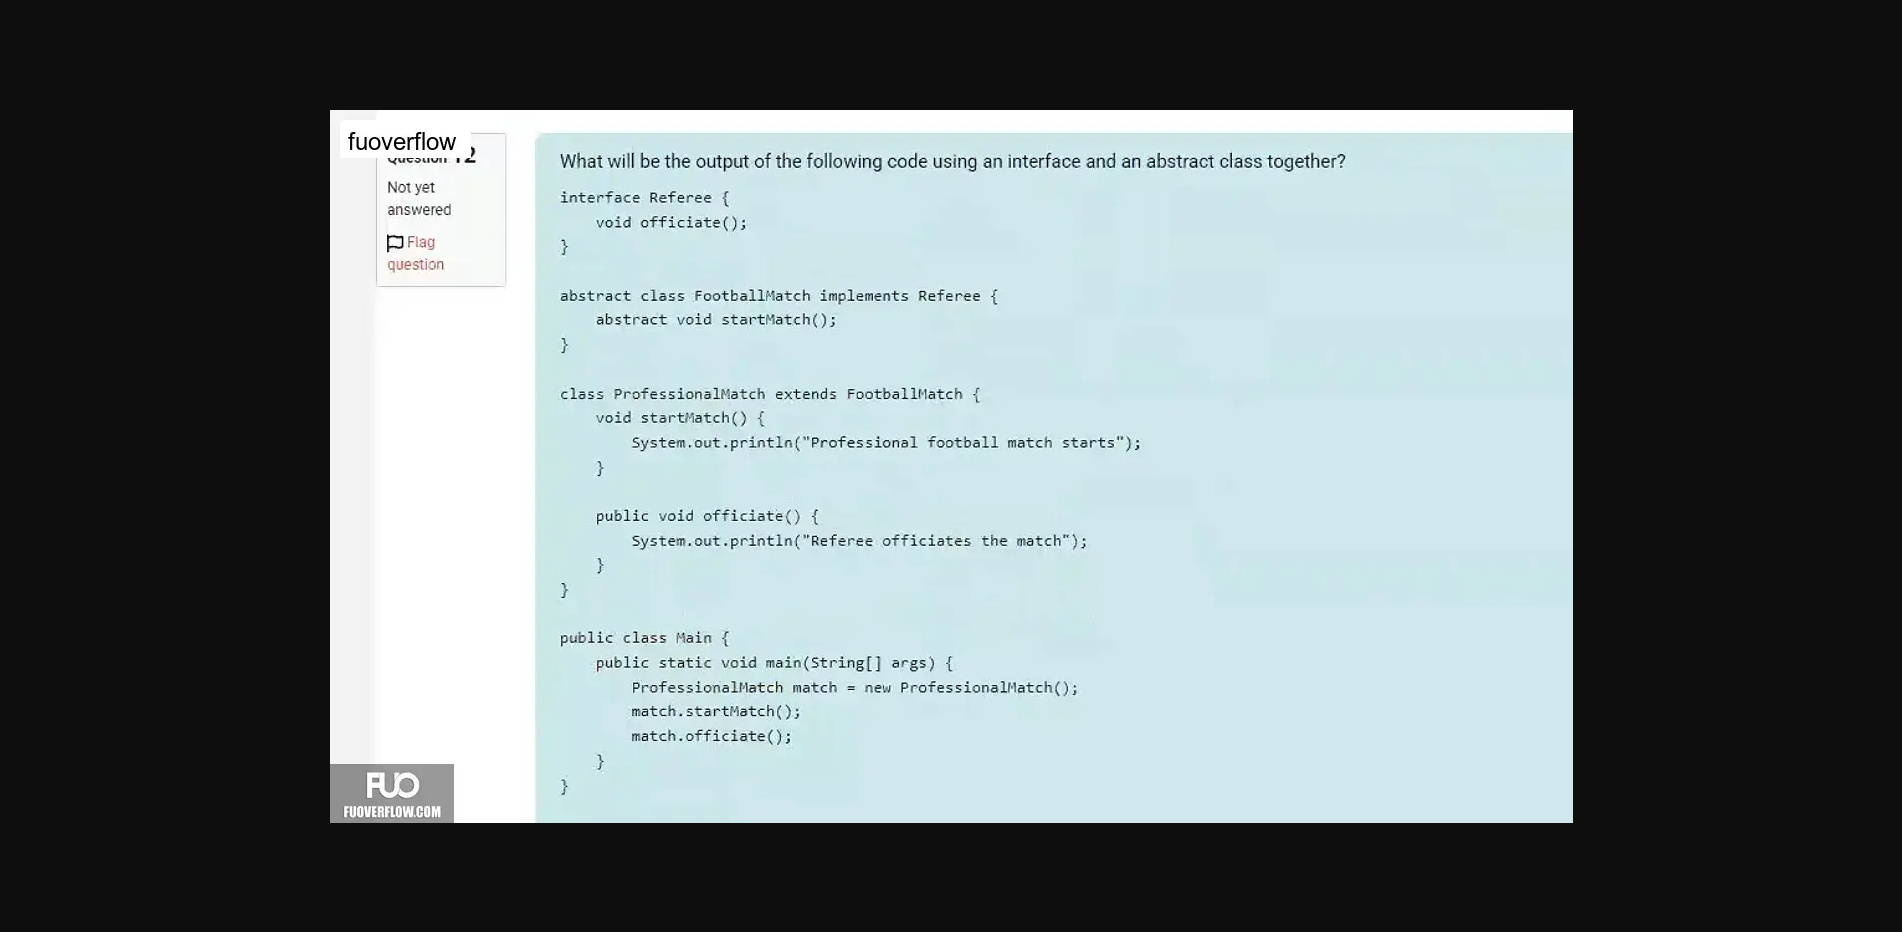 fuoverflow
Question 12
Not yet
answered
Flag
question
What will be the output of the following code using an interface and an abstract class together?
interface Referee {
    void officiate();
}
abstract class FootballMatch implements Referee {
    abstract void startMatch();
}
class ProfessionalMatch extends FootballMatch {
    void startMatch() {
        System.out.println("Professional football match starts");
    }
    public void officiate() {
        System.out.println("Referee officiates the match");
    }
}
public class Main {
    public static void main(String[] args) {
        ProfessionalMatch match = new ProfessionalMatch();
        match.startMatch();
        match.officiate();
    }
}
FUO
FUOVERFLOW.COM